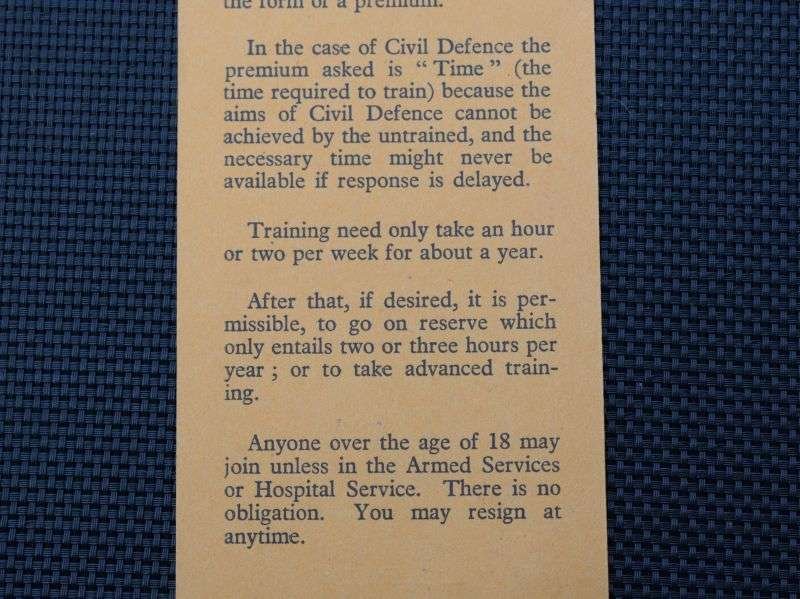 the form of a premium.
In the case of Civil Defence the
premium asked is “ Time ” (the
time required to train) because the
aims of Civil Defence cannot be
achieved by the untrained, and the
necessary time might never be
available if response is delayed.
Training need only take an hour
or two per week for about a year.
After that, if desired, it is per-
missible, to go on reserve which
only entails two or three hours per
year ; or to take advanced train-
ing.
Anyone over the age of 18 may
join unless in the Armed Services
or Hospital Service. There is no
obligation. You may resign at
anytime.